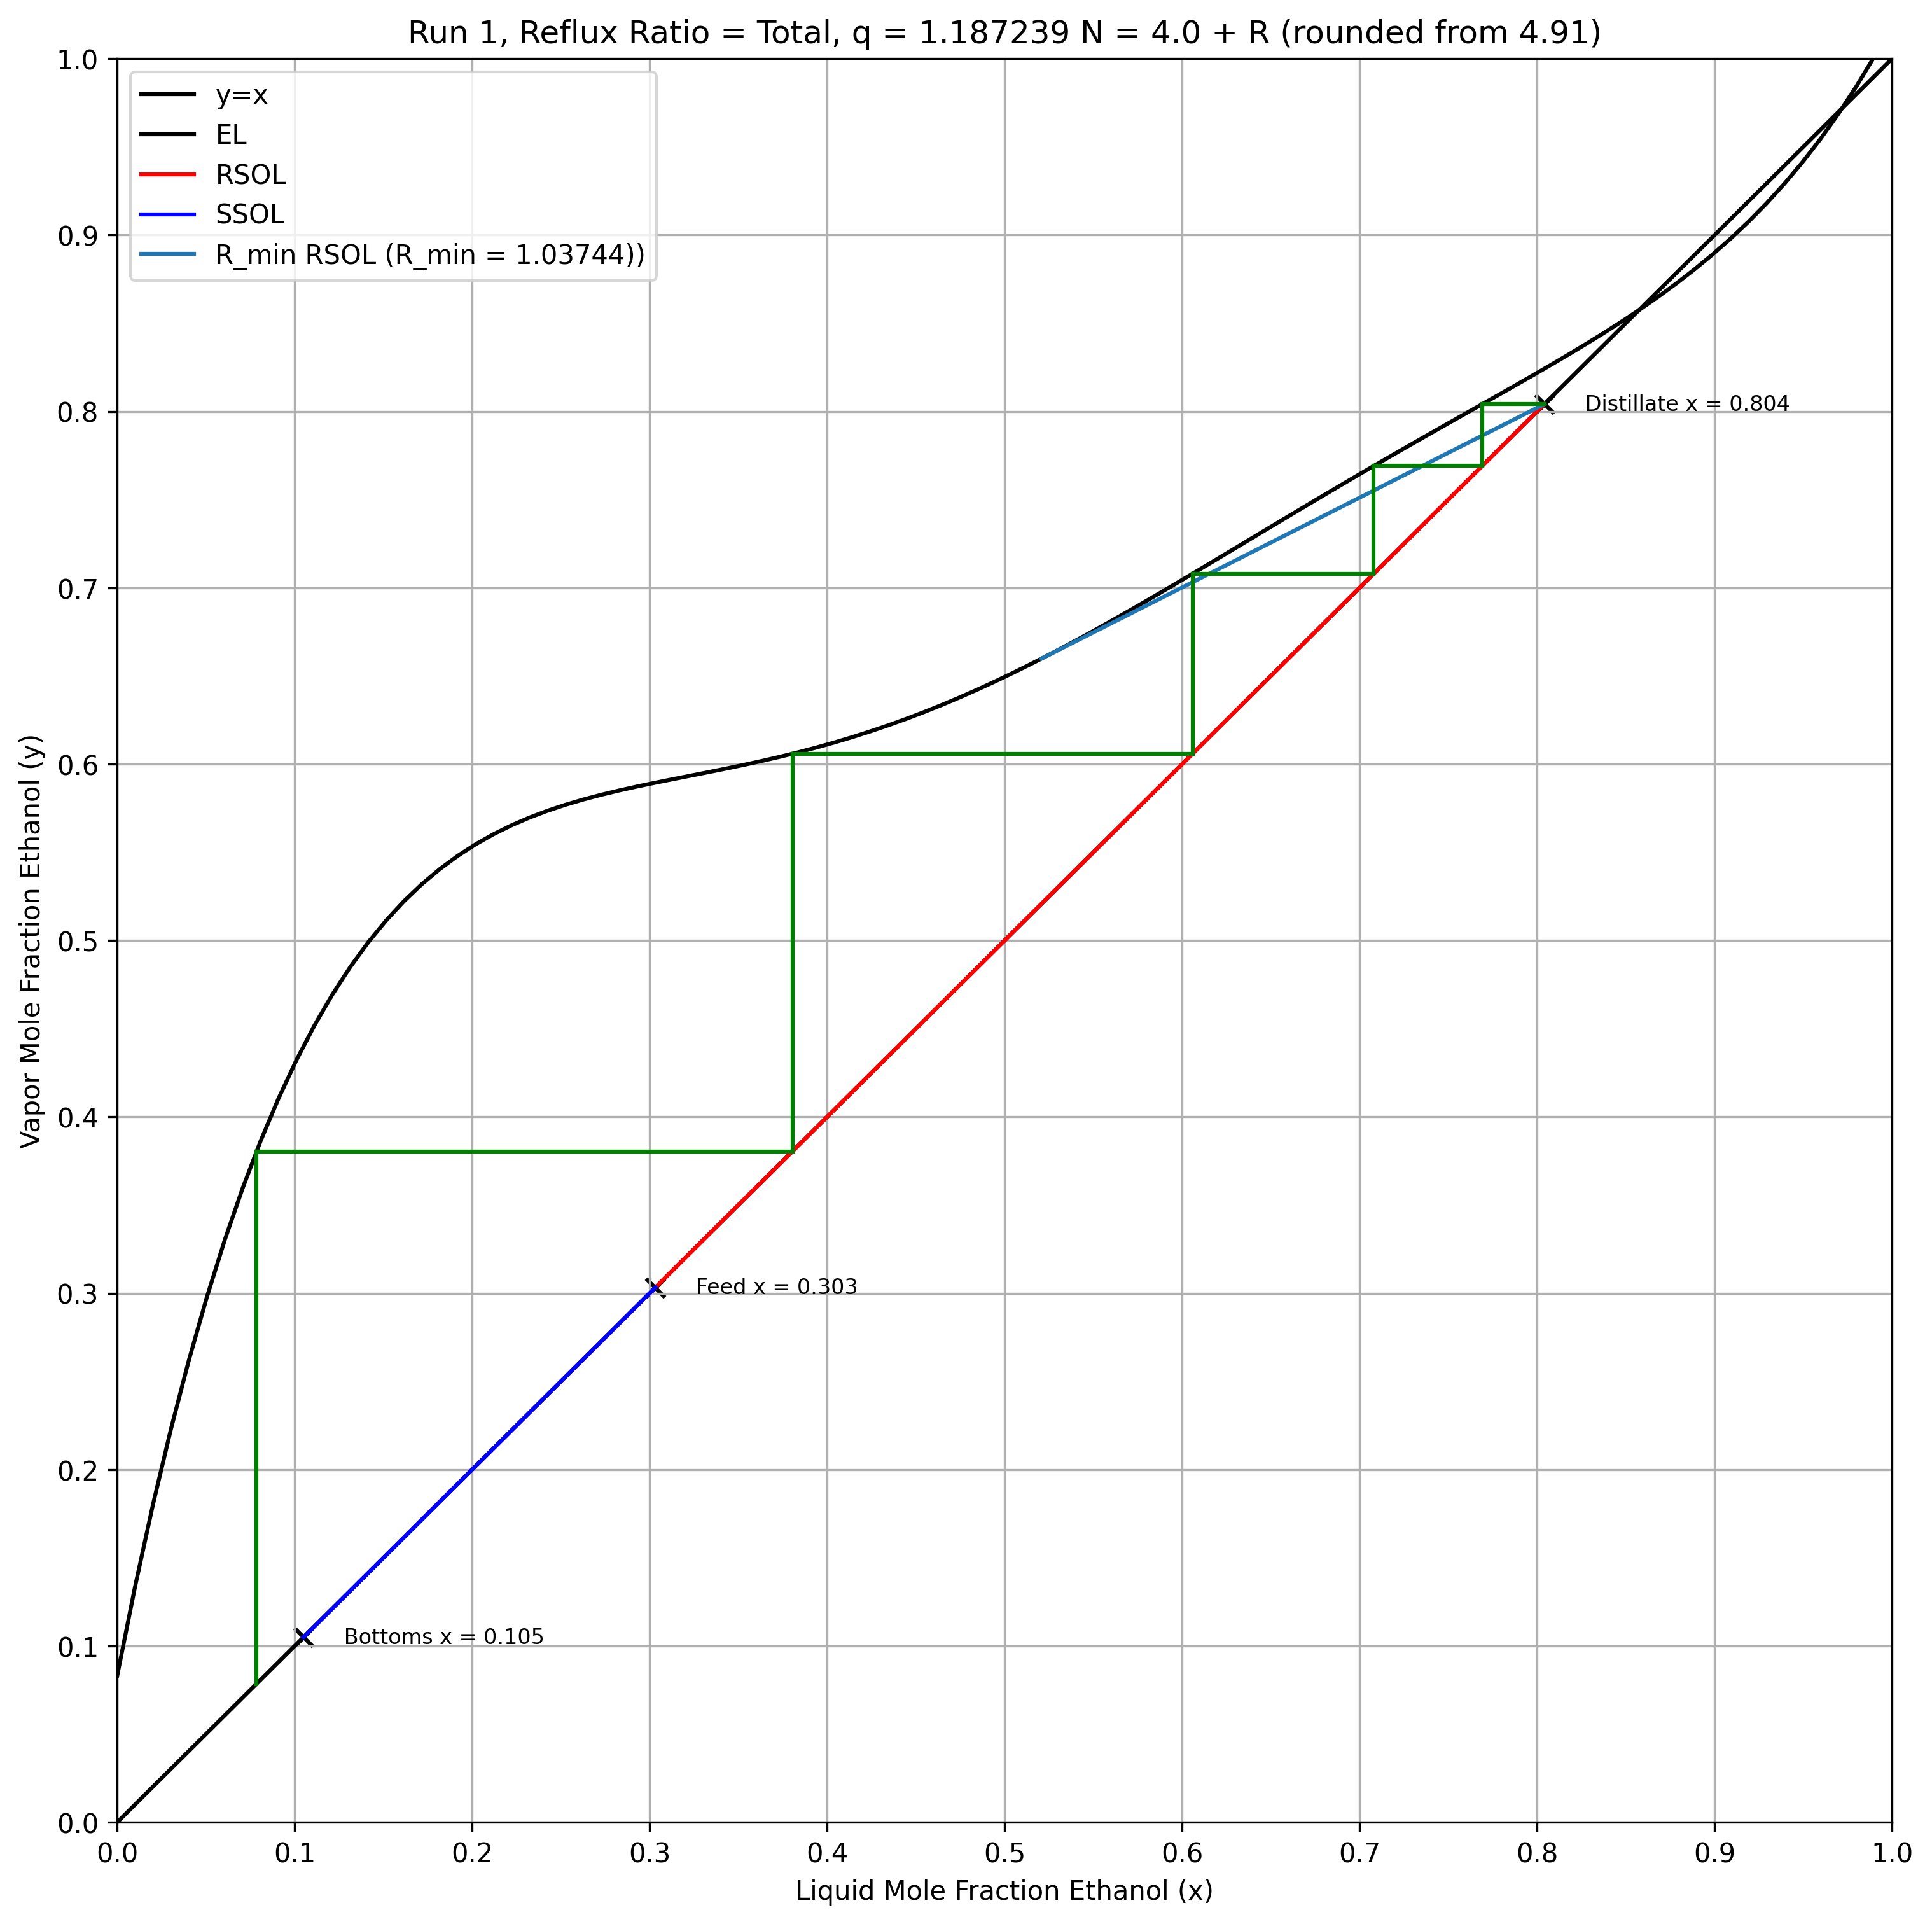 Run 1, Reflux Ratio = Total, q = 1.187239 N = 4.0 + R (rounded from 4.91)
y=x
EL
RSOL
SSOL
R_min RSOL (R_min = 1.03744))
1.0
0.9
0.8
0.7
0.6
0.5
0.4
0.3
0.2
0.1
0.0
Vapor Mole Fraction Ethanol (y)
Distillate x = 0.804
Feed x = 0.303
Bottoms x = 0.105
0.0 0.1 0.2 0.3 0.4 0.5 0.6 0.7 0.8 0.9 1.0
Liquid Mole Fraction Ethanol (x)